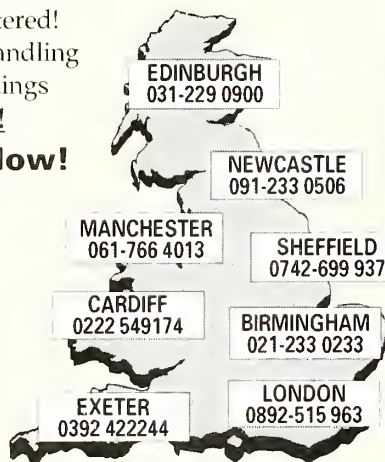 ered!
andling
ings
!
low!
EDINBURGH
031-229 0900
NEWCASTLE
091-233 0506
MANCHESTER
061-766 4013
SHEFFIELD
0742-699 937
CARDIFF
0222 549174
BIRMINGHAM
021-233 0233
EXETER
0392 422244
LONDON
0892-515 963